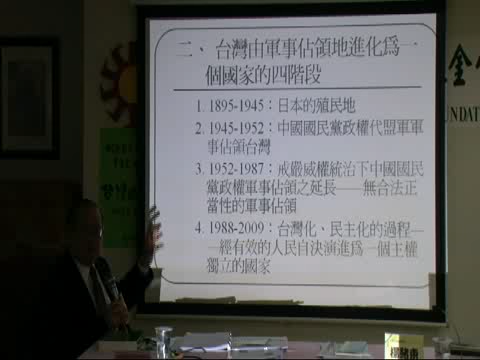 二、台灣由軍事佔領地進化為一
個國家的四階段
1. 1895-1945：日本的殖民地
2. 1945-1952：中國國民黨政權代盟軍軍
事佔領台灣
3. 1952-1987：戒嚴威權統治下中國國民
黨政權軍事佔領之延長——無合法正
當性的軍事佔領
4. 1988-2009：台灣化、民主化的過程—
—經有效的人民自決演進為一個主權
獨立的國家
金
UNDAT